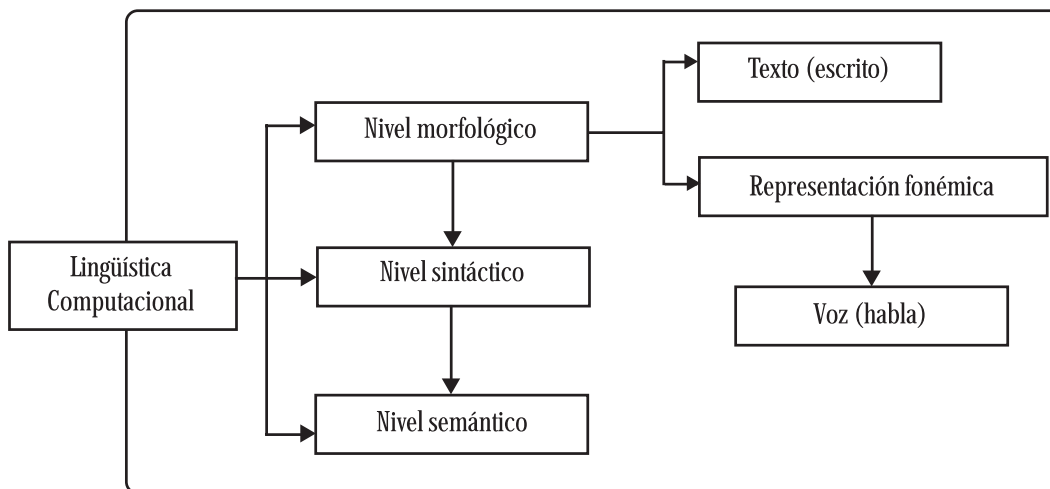 Texto (escrito)
Nivel morfológico
Representación fonémica
Lingüística
Computacional
Nivel sintáctico
Voz (habla)
Nivel semántico